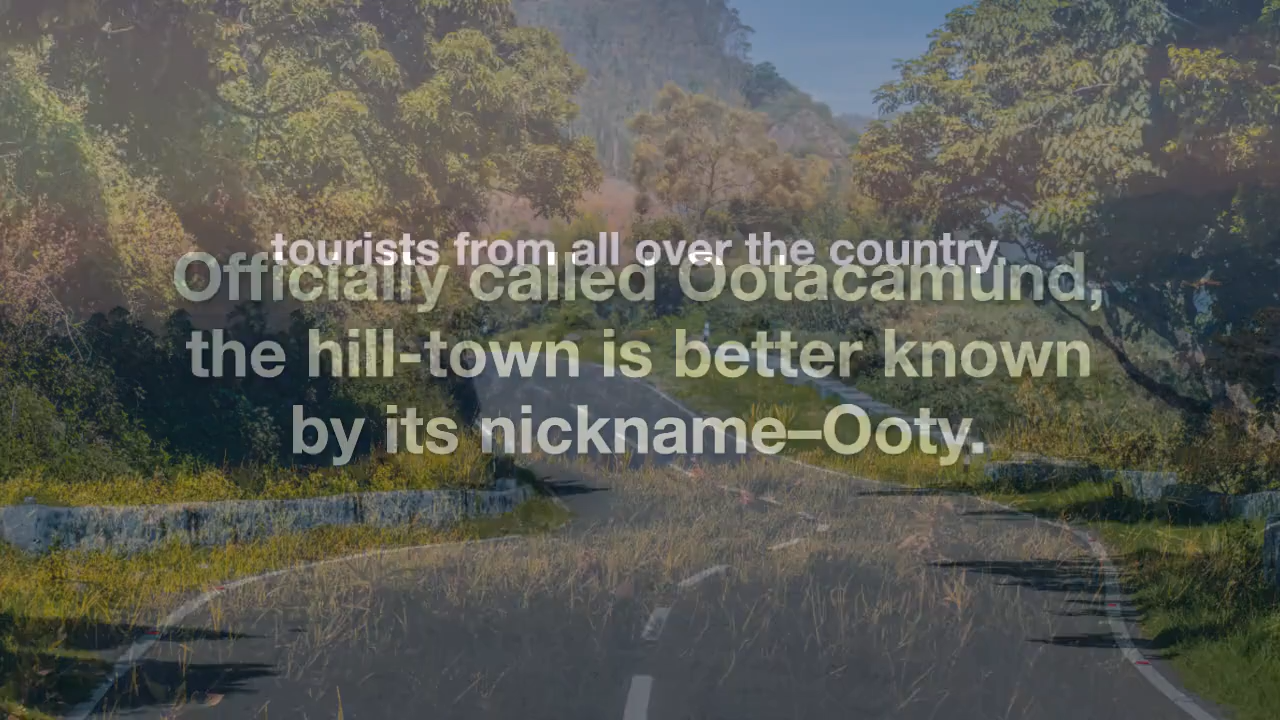 tourists from all over the country
Officially called Ootacamund,
the hill-town is better known
by its nickname–Ooty.